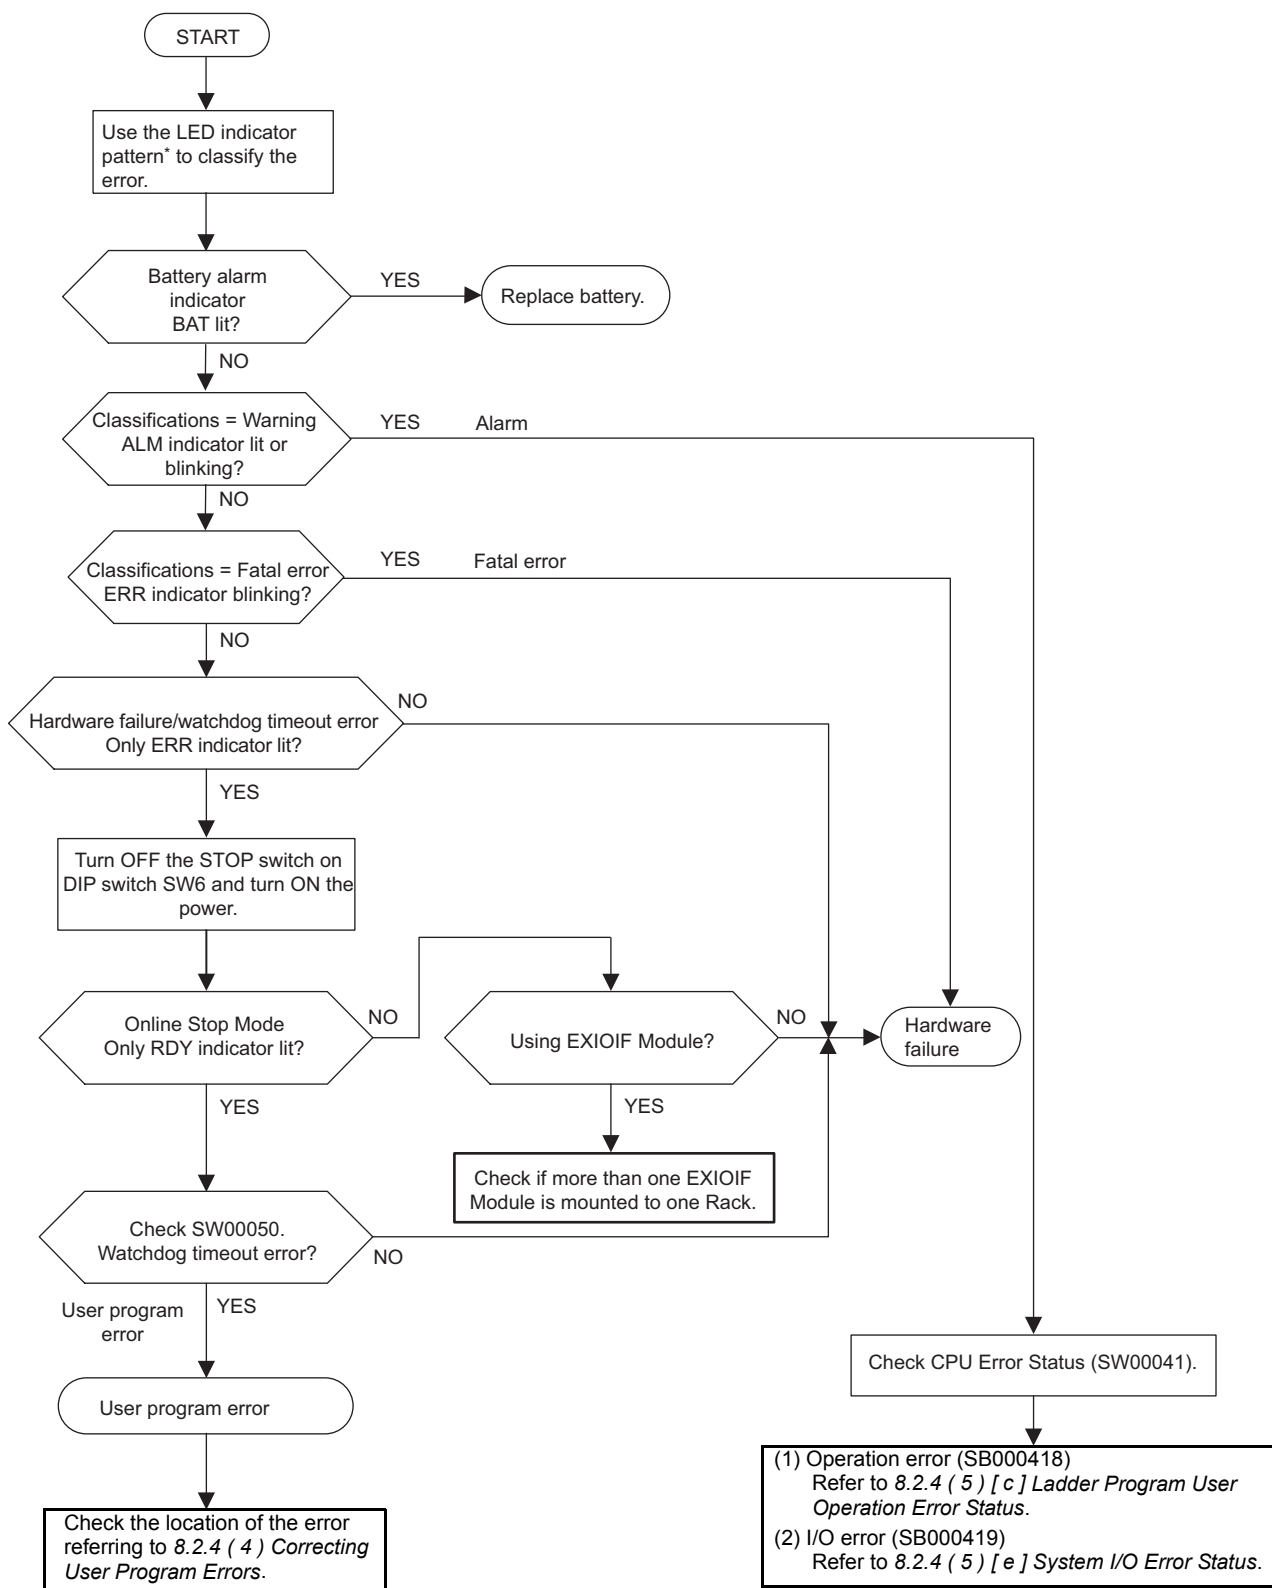 START
Use the LED indicator
pattern* to classify the
error.
Battery alarm
indicator
BAT lit?
YES
Replace battery.
NO
Classifications = Warning
ALM indicator lit or
blinking?
YES
Alarm
NO
Classifications = Fatal error
ERR indicator blinking?
YES
Fatal error
NO
Hardware failure/watchdog timeout error
Only ERR indicator lit?
NO
YES
Turn OFF the STOP switch on
DIP switch SW6 and turn ON the
power.
Online Stop Mode
Only RDY indicator lit?
NO
Using EXIOIF Module?
NO
Hardware
failure
YES
YES
Check if more than one EXIOIF
Module is mounted to one Rack.
Check SW00050.
Watchdog timeout error?
NO
User program
error
YES
Check CPU Error Status (SW00041).
User program error
(1) Operation error (SB000418)
Refer to 8.2.4 ( 5 ) [ c ] Ladder Program User
Operation Error Status.
(2) I/O error (SB000419)
Refer to 8.2.4 ( 5 ) [ e ] System I/O Error Status.
Check the location of the error
referring to 8.2.4 ( 4 ) Correcting
User Program Errors.